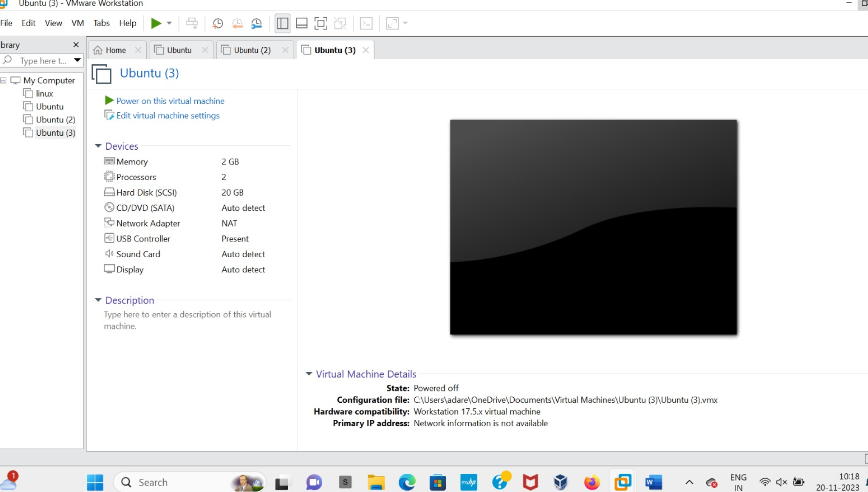 Ubuntu (3) - VMware Workstation
File Edit View VM Tabs Help
brary
Type here t...
My Computer
linux
Ubuntu
Ubuntu (2)
Ubuntu (3)
Home
Ubuntu
Ubuntu (2)
Ubuntu (3)
Ubuntu (3)
Power on this virtual machine
Edit virtual machine settings
Devices
Memory 2 GB
Processors 2
Hard Disk (SCSI) 20 GB
CD/DVD (SATA) Auto detect
Network Adapter NAT
USB Controller Present
Sound Card Auto detect
Display Auto detect
Description
Type here to enter a description of this virtual
machine.
Virtual Machine Details
State: Powered off
Configuration file: C:\Users\adare\OneDrive\Documents\Virtual Machines\Ubuntu (3)\Ubuntu (3).vmx
Hardware compatibility: Workstation 17.5.x virtual machine
Primary IP address: Network information is not available
1
Search
S
W
ENG
IN
10:18
20-11-2023